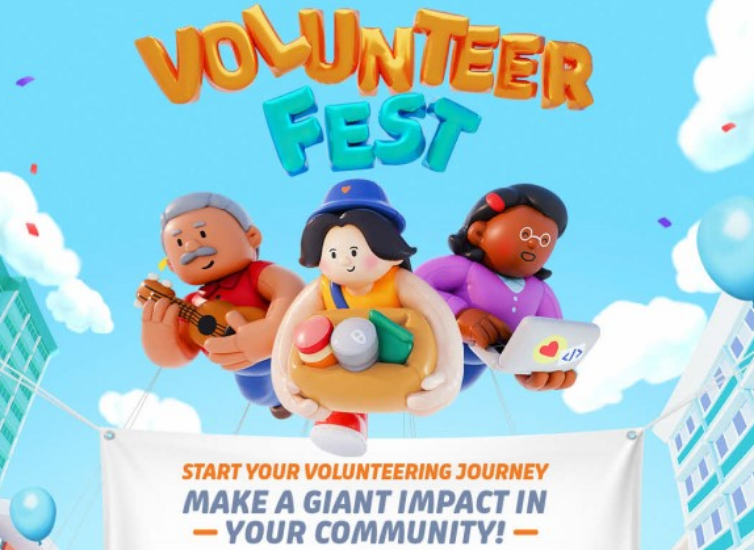 VOLUNTEER
FEST
</>
START YOUR VOLUNTEERING JOURNEY
MAKE A GIANT IMPACT IN
– YOUR COMMUNITY! –